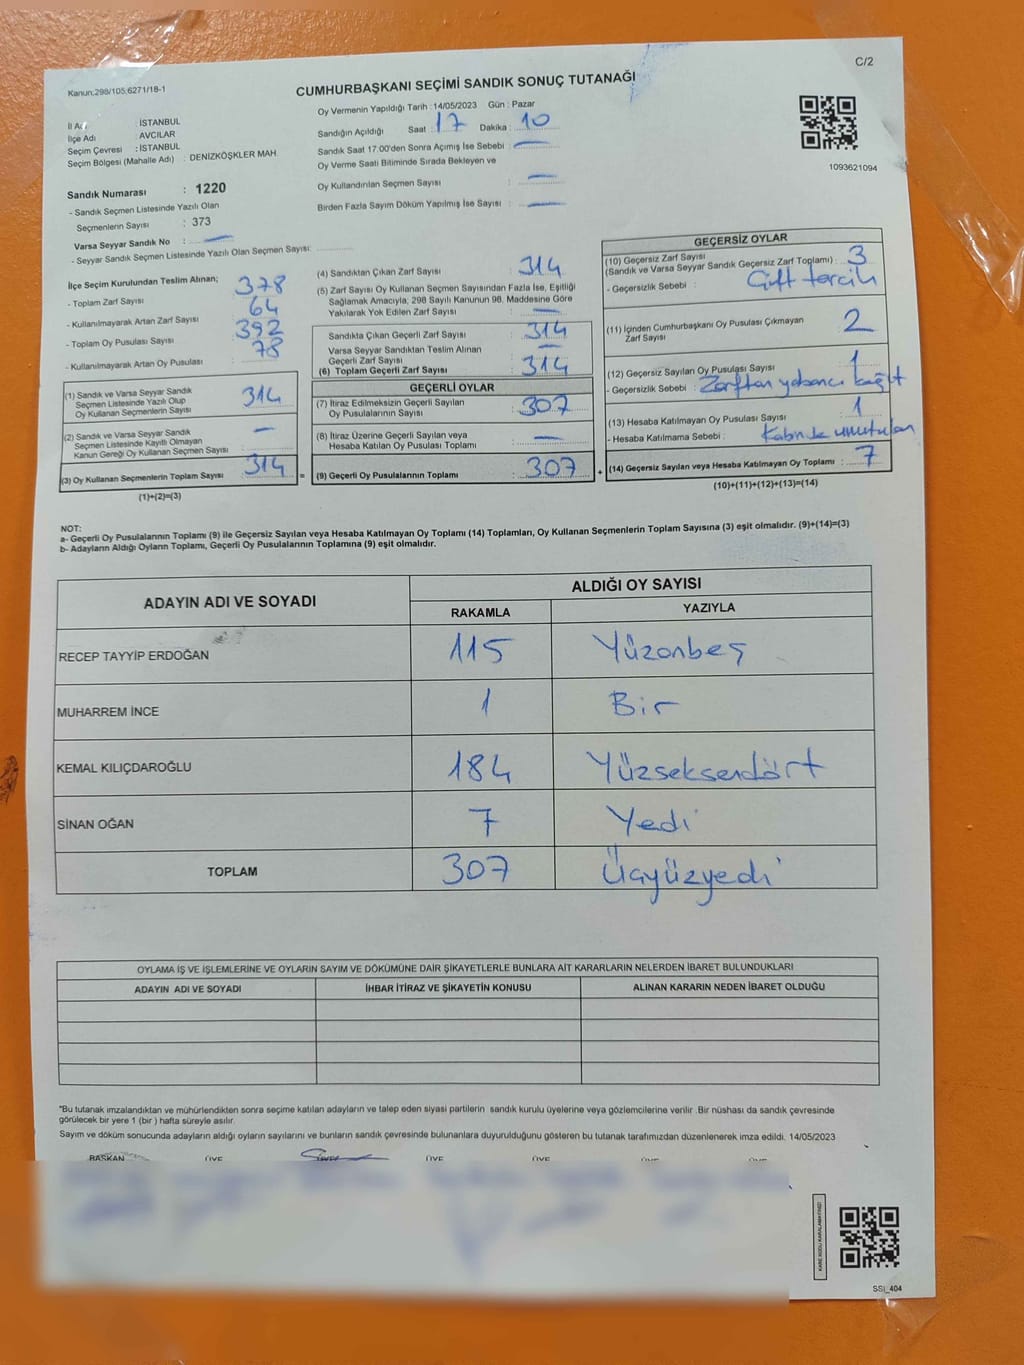 C/2
Kanun:298/105;6271/18-1
CUMHURBAŞKANI SEÇİMİ SANDIK SONUÇ TUTANAĞI
İl Adı : İSTANBUL
İlçe Adı : AVCILAR
Seçim Çevresi : İSTANBUL
Seçim Bölgesi (Mahalle Adı) : DENİZKÖŞKLER MAH.
Oy Vermenin Yapıldığı Tarih : 14/05/2023 Gün : Pazar
Sandığın Açıldığı Saat : 17 Dakika : 10
Sandık Saat 17:00'den Sonra Açımış İse Sebebi : —
Oy Verme Saati Bitiminde Sırada Bekleyen ve
Oy Kullandırılan Seçmen Sayısı : —
Birden Fazla Sayım Döküm Yapılmış İse Sayısı : —
1093621094
Sandık Numarası : 1220
- Sandık Seçmen Listesinde Yazılı Olan
Seçmenlerin Sayısı : 373
Varsa Seyyar Sandık No : —
- Seyyar Sandık Seçmen Listesinde Yazılı Olan Seçmen Sayısı:
İlçe Seçim Kurulundan Teslim Alınan;
- Toplam Zarf Sayısı 378
- Kullanılmayarak Artan Zarf Sayısı 64
- Toplam Oy Pusulası Sayısı 392
- Kullanılmayarak Artan Oy Pusulası 78
(1) Sandık ve Varsa Seyyar Sandık
Seçmen Listesinde Yazılı Olup
Oy Kullanan Seçmenlerin Sayısı 314
(2) Sandık ve Varsa Seyyar Sandık
Seçmen Listesinde Kayıtlı Olmayan
Kanun Gereği Oy Kullanan Seçmen Sayısı —
(3) Oy Kullanan Seçmenlerin Toplam Sayısı 314 =
(1)+(2)=(3)
(4) Sandıktan Çıkan Zarf Sayısı : 314
(5) Zarf Sayısı Oy Kullanan Seçmen Sayısından Fazla İse, Eşitliği
Sağlamak Amacıyla, 298 Sayılı Kanunun 98. Maddesine Göre
Yakılarak Yok Edilen Zarf Sayısı : —
Sandıkta Çıkan Geçerli Zarf Sayısı : 314
Varsa Seyyar Sandıktan Teslim Alınan
Geçerli Zarf Sayısı : —
(6) Toplam Geçerli Zarf Sayısı : 314
GEÇERLİ OYLAR
(7) İtiraz Edilmeksizin Geçerli Sayılan
Oy Pusulalarının Sayısı : 307
(8) İtiraz Üzerine Geçerli Sayılan veya
Hesaba Katılan Oy Pusulası Toplamı : —
(9) Geçerli Oy Pusulalarının Toplamı : 307 +
GEÇERSİZ OYLAR
(10) Geçersiz Zarf Sayısı
(Sandık ve Varsa Seyyar Sandık Geçersiz Zarf Toplamı) : 3
- Geçersizlik Sebebi : Çift tercih
(11) İçinden Cumhurbaşkanı Oy Pusulası Çıkmayan
Zarf Sayısı : 2
(12) Geçersiz Sayılan Oy Pusulası Sayısı : 1
- Geçersizlik Sebebi : Zarftan yabancı kağıt
(13) Hesaba Katılmayan Oy Pusulası Sayısı : 1
- Hesaba Katılmama Sebebi : Kabinde unutulan
(14) Geçersiz Sayılan veya Hesaba Katılmayan Oy Toplamı : 7
(10)+(11)+(12)+(13)=(14)
NOT:
a- Geçerli Oy Pusulalarının Toplamı (9) ile Geçersiz Sayılan veya Hesaba Katılmayan Oy Toplamı (14) Toplamları, Oy Kullanan Seçmenlerin Toplam Sayısına (3) eşit olmalıdır. (9)+(14)=(3)
b- Adayların Aldığı Oyların Toplamı, Geçerli Oy Pusulalarının Toplamına (9) eşit olmalıdır.
ADAYIN ADI VE SOYADI ALDIĞI OY SAYISI
RAKAMLA YAZIYLA
RECEP TAYYİP ERDOĞAN 115 Yüzonbeş
MUHARREM İNCE 1 Bir
KEMAL KILIÇDAROĞLU 184 Yüzseksendört
SİNAN OĞAN 7 Yedi
TOPLAM 307 Üçyüzyedi
OYLAMA İŞ VE İŞLEMLERİNE VE OYLARIN SAYIM VE DÖKÜMÜNE DAİR ŞİKAYETLERLE BUNLARA AİT KARARLARIN NELERDEN İBARET BULUNDUKLARI
ADAYIN ADI VE SOYADI İHBAR İTİRAZ VE ŞİKAYETİN KONUSU ALINAN KARARIN NEDEN İBARET OLDUĞU
"Bu tutanak imzalandıktan ve mühürlendikten sonra seçime katılan adayların ve talep eden siyasi partilerin sandık kurulu üyelerine veya gözlemcilerine verilir .Bir nüshası da sandık çevresinde
görülecek bir yere 1 (bir ) hafta süreyle asılır.
Sayım ve döküm sonucunda adayların aldığı oyların sayılarını ve bunların sandık çevresinde bulunanlara duyurulduğunu gösteren bu tutanak tarafımızdan düzenlenerek imza edildi. 14/05/2023
BAŞKAN ÜYE ÜYE ÜYE ÜYE ÜYE
SSİ_404